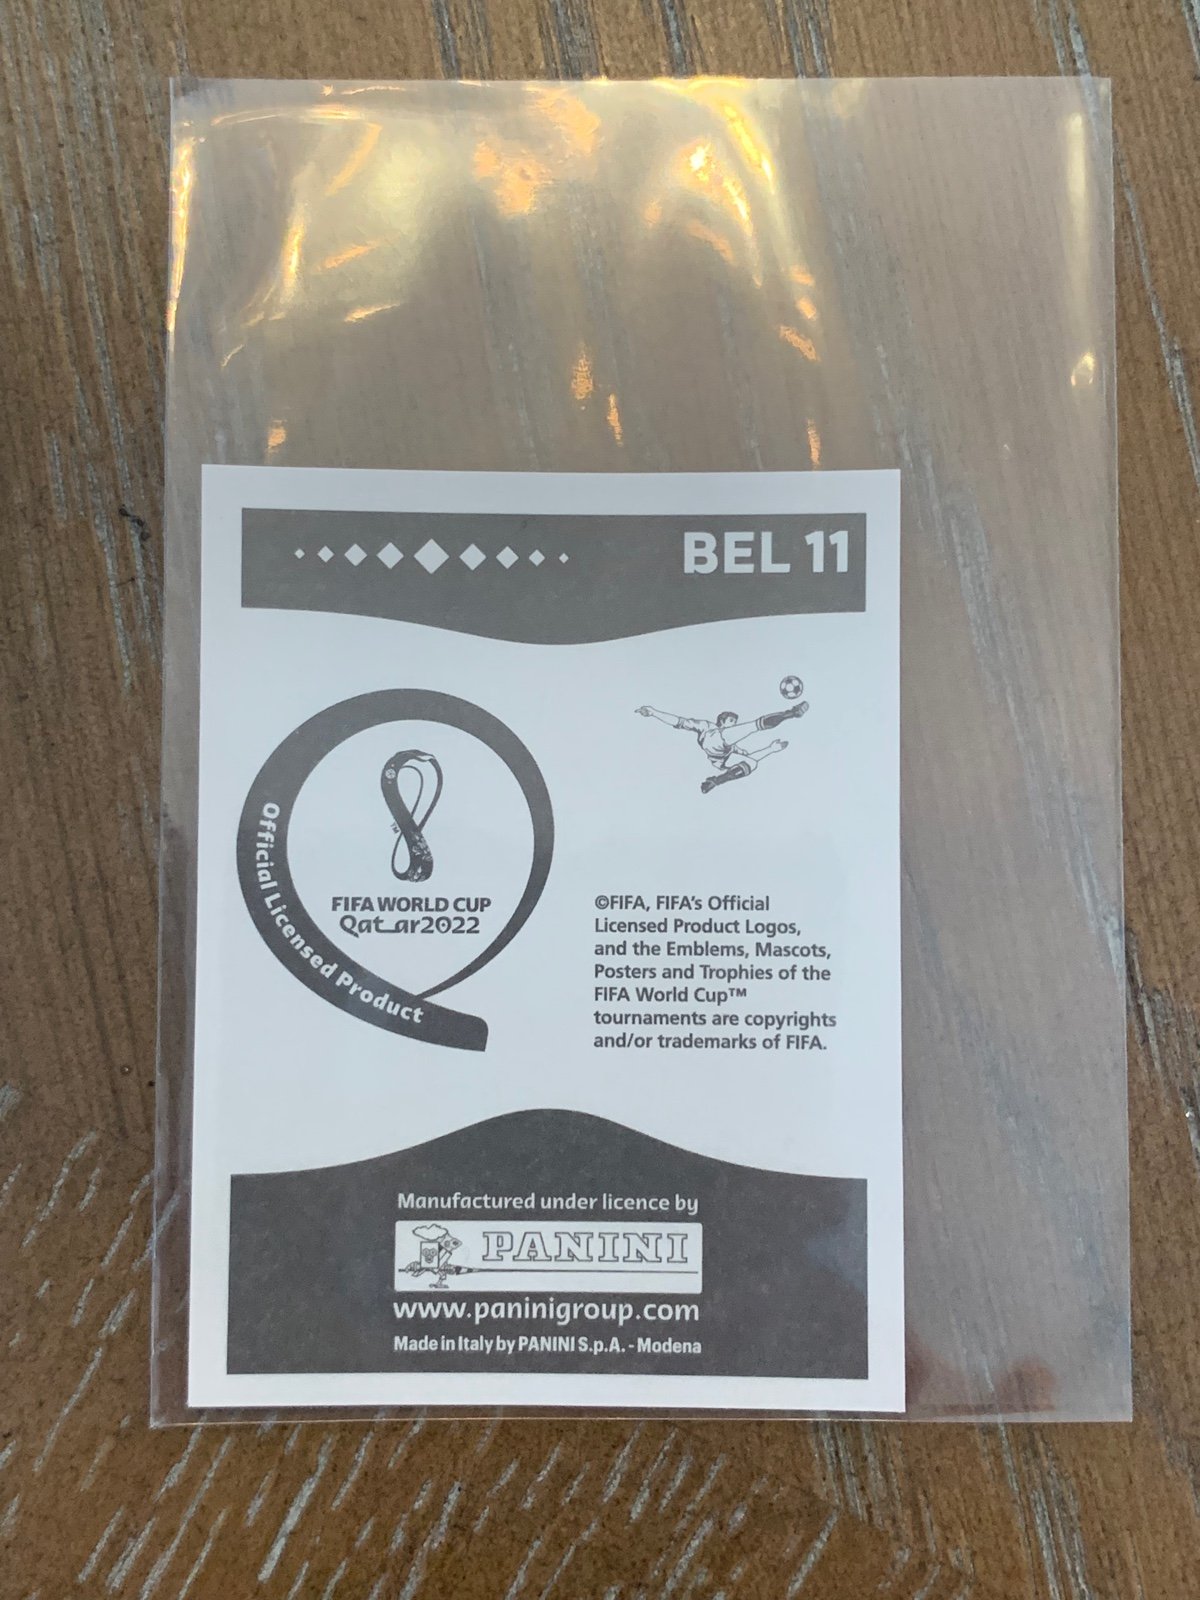 BEL 11
Official Licensed Product
TM
FIFA WORLD CUP
Qatar2022
©FIFA, FIFA's Official
Licensed Product Logos,
and the Emblems, Mascots,
Posters and Trophies of the
FIFA World Cup™
tournaments are copyrights
and/or trademarks of FIFA.
Manufactured under licence by
PANINI
www.paninigroup.com
Made in Italy by PANINI S.p.A. - Modena